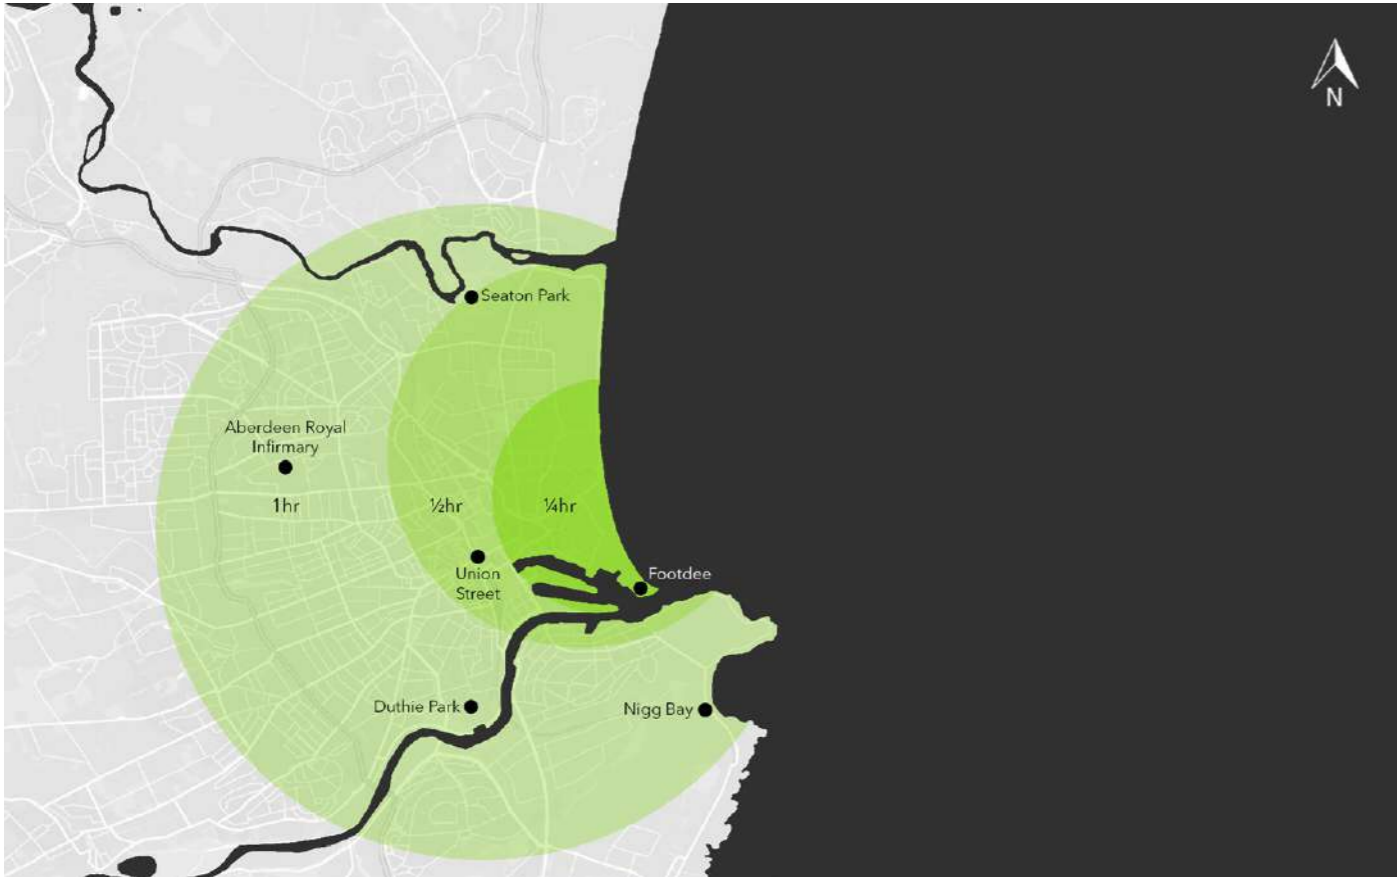 N
Seaton Park
Aberdeen Royal
Infirmary
1hr
½hr
¼hr
Union
Street
Footdee
Duthie Park
Nigg Bay